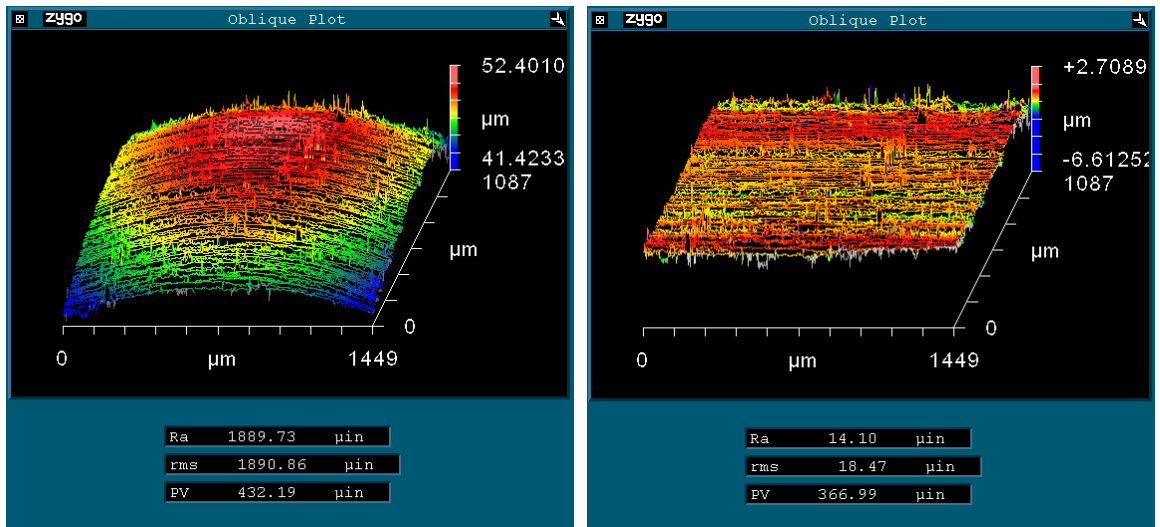 zygo Oblique Plot
52.4010
µm
41.4233
1087
µm
0
0 µm 1449
Ra 1889.73 µin
rms 1890.86 µin
PV 432.19 µin
zygo Oblique Plot
+2.7089
µm
-6.61252
1087
µm
0
0 µm 1449
Ra 14.10 µin
rms 18.47 µin
PV 366.99 µin